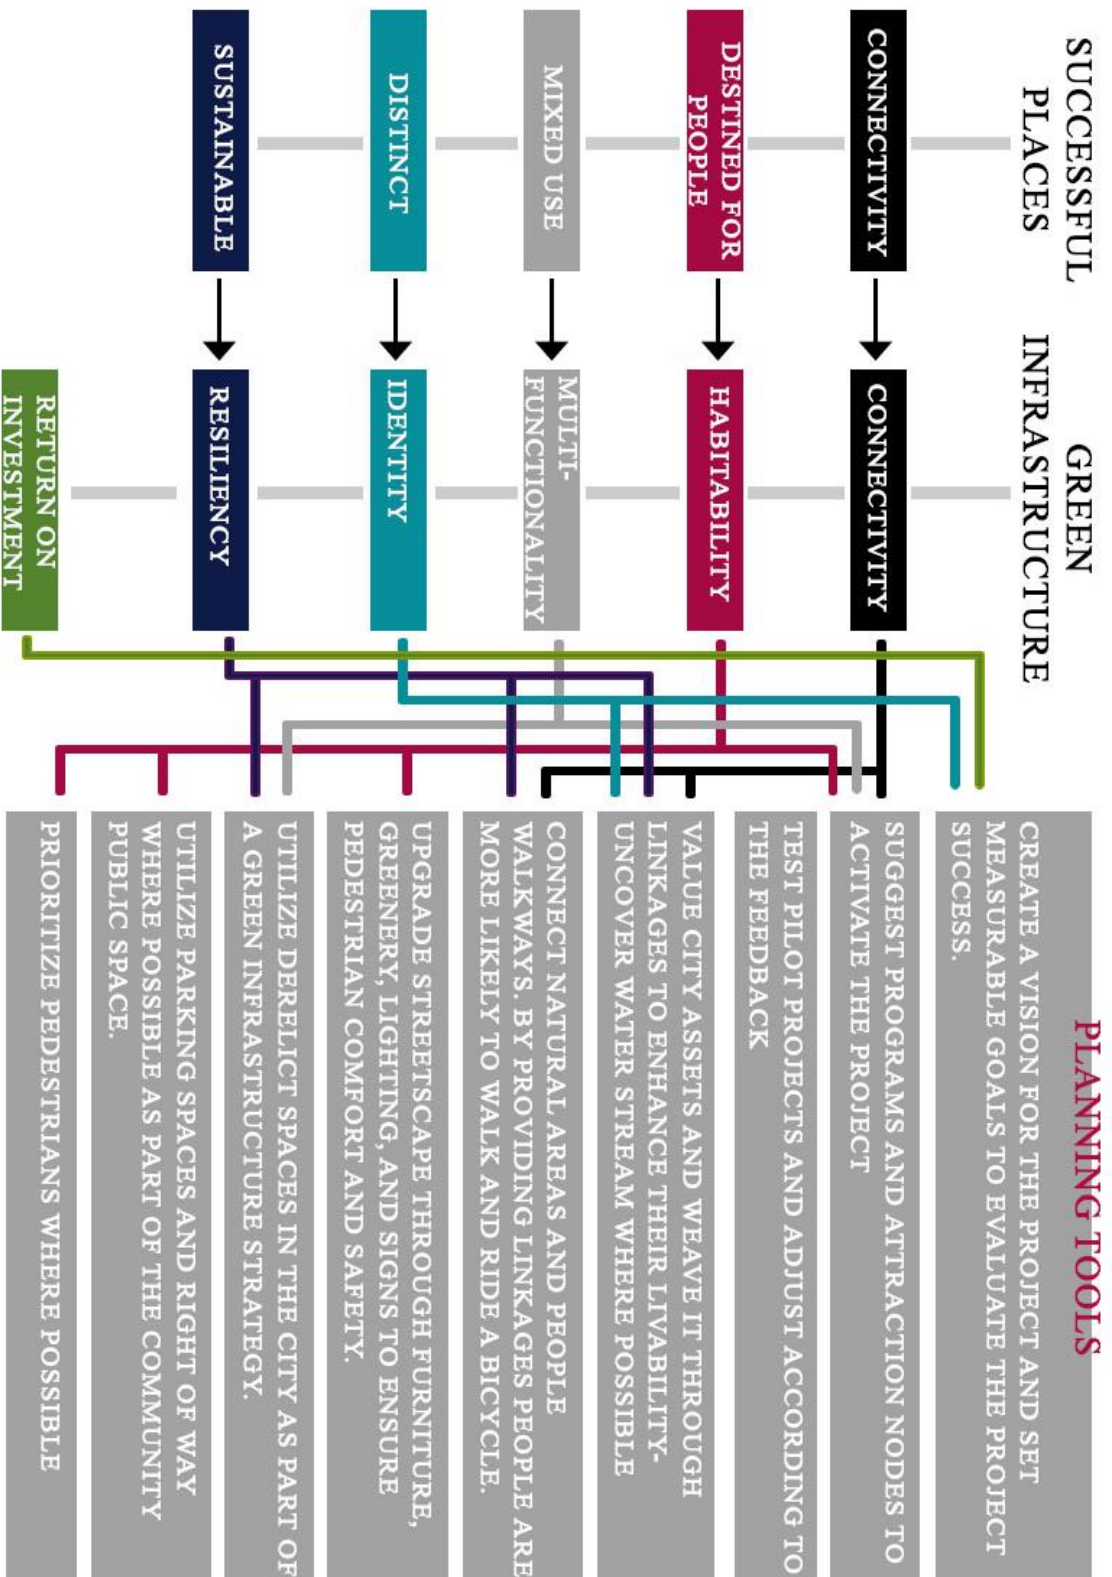 SUCCESSFUL
PLACES
CONNECTIVITY
DESTINED FOR
PEOPLE
MIXED USE
DISTINCT
SUSTAINABLE
GREEN
INFRASTRUCTURE
CONNECTIVITY
HABITABILITY
MULTI-
FUNCTIONALITY
IDENTITY
RESILIENCY
RETURN ON
INVESTMENT
PLANNING TOOLS
CREATE A VISION FOR THE PROJECT AND SET
MEASURABLE GOALS TO EVALUATE THE PROJECT
SUCCESS.
SUGGEST PROGRAMS AND ATTRACTION NODES TO
ACTIVATE THE PROJECT
TEST PILOT PROJECTS AND ADJUST ACCORDING TO
THE FEEDBACK
VALUE CITY ASSETS AND WEAVE IT THROUGH
LINKAGES TO ENHANCE THEIR LIVABILITY-
UNCOVER WATER STREAM WHERE POSSIBLE
CONNECT NATURAL AREAS AND PEOPLE
WALKWAYS. BY PROVIDING LINKAGES PEOPLE ARE
MORE LIKELY TO WALK AND RIDE A BICYCLE.
UPGRADE STREETSCAPE THROUGH FURNITURE,
GREENERY, LIGHING, AND SIGNS TO ENSURE
PEDESTRIAN COMFORT AND SAFETY.
UTILIZE DERELICT SPACES IN THE CITY AS PART OF
A GREEN INFRASTRUCTURE STRATEGY.
UTILIZE PARKING SPACES AND RIGHT OF WAY
WHERE POSSIBLE AS PART OF THE COMMUNITY
PUBLIC SPACE.
PRIORITIZE PEDESTRIANS WHERE POSSIBLE